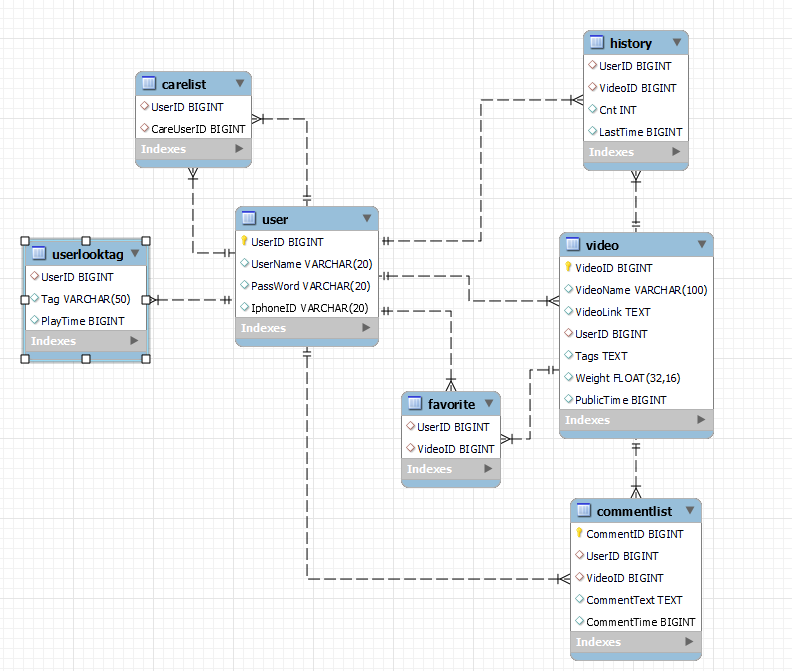 history
UserID BIGINT
VideoID BIGINT
Cnt INT
LastTime BIGINT
Indexes
carelist
UserID BIGINT
CareUserID BIGINT
Indexes
user
UserID BIGINT
UserName VARCHAR(20)
PassWord VARCHAR(20)
IphoneID VARCHAR(20)
Indexes
userlooktag
UserID BIGINT
Tag VARCHAR(50)
PlayTime BIGINT
Indexes
video
VideoID BIGINT
VideoName VARCHAR(100)
VideoLink TEXT
UserID BIGINT
Tags TEXT
Weight FLOAT(32,16)
PublicTime BIGINT
Indexes
favorite
UserID BIGINT
VideoID BIGINT
Indexes
commentlist
CommentID BIGINT
UserID BIGINT
VideoID BIGINT
CommentText TEXT
CommentTime BIGINT
Indexes